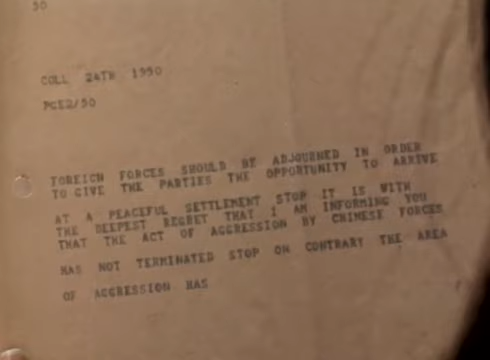 50
COLL 24TH 1950
PCE2/50
FOREIGN FORCES SHOULD BE ADJOURNED IN ORDER
TO GIVE THE PARTIES THE OPPORTUNITY TO ARRIVE
AT A PEACEFUL SETTLEMENT STOP IT IS WITH
THE DEEPEST REGRET THAT I AM INFORMING YOU
THAT THE ACT OF AGGRESSION BY CHINESE FORCES
HAS NOT TERMINATED STOP ON CONTRARY THE AREA
OF AGGRESSION HAS